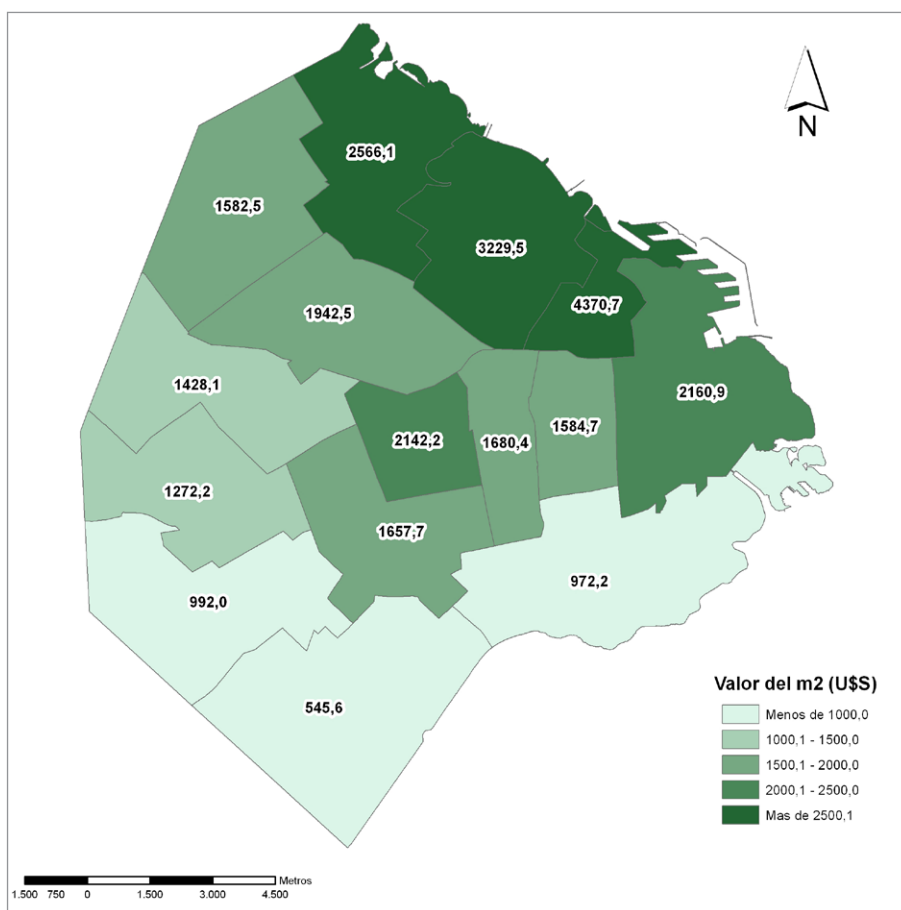 N
2566,1
1582,5
3229,5
4370,7
1942,5
1428,1
2160,9
2142,2
1680,4
1584,7
1272,2
1657,7
972,2
992,0
545,6
Valor del m2 (U$S)
Menos de 1000,0
1000,1 - 1500,0
1500,1 - 2000,0
2000,1 - 2500,0
Mas de 2500,1
Metros
1.500 750 0 1.500 3.000 4.500